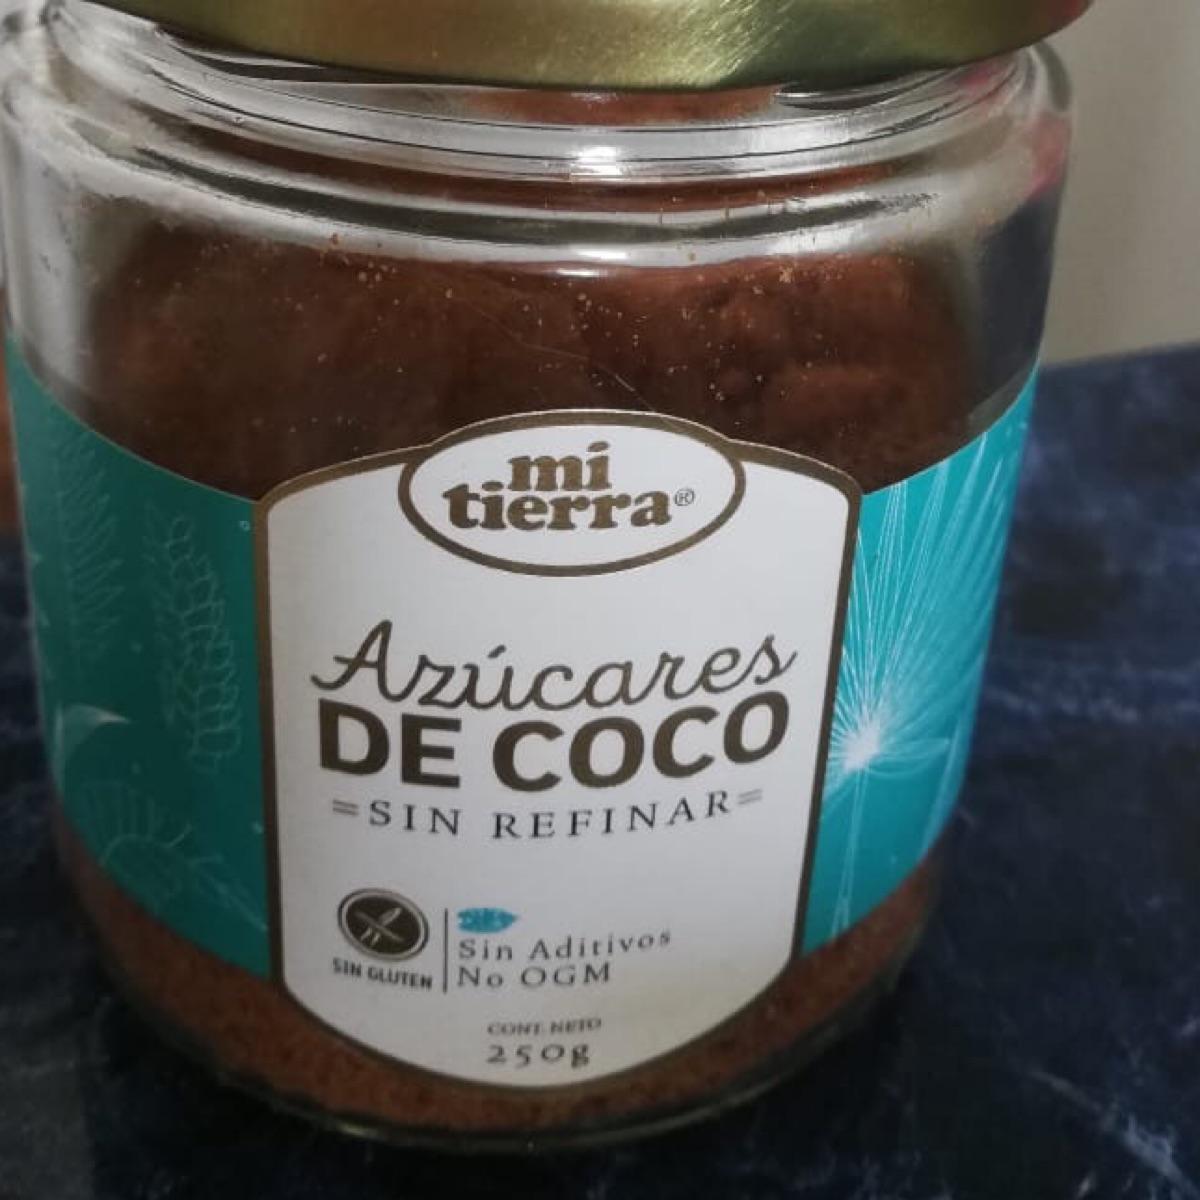 mi
tierra®
Azúcares
DE COCO
=SIN REFINAR=
SIN GLUTEN
Sin Aditivos
No OGM
CONT. NETO
250g